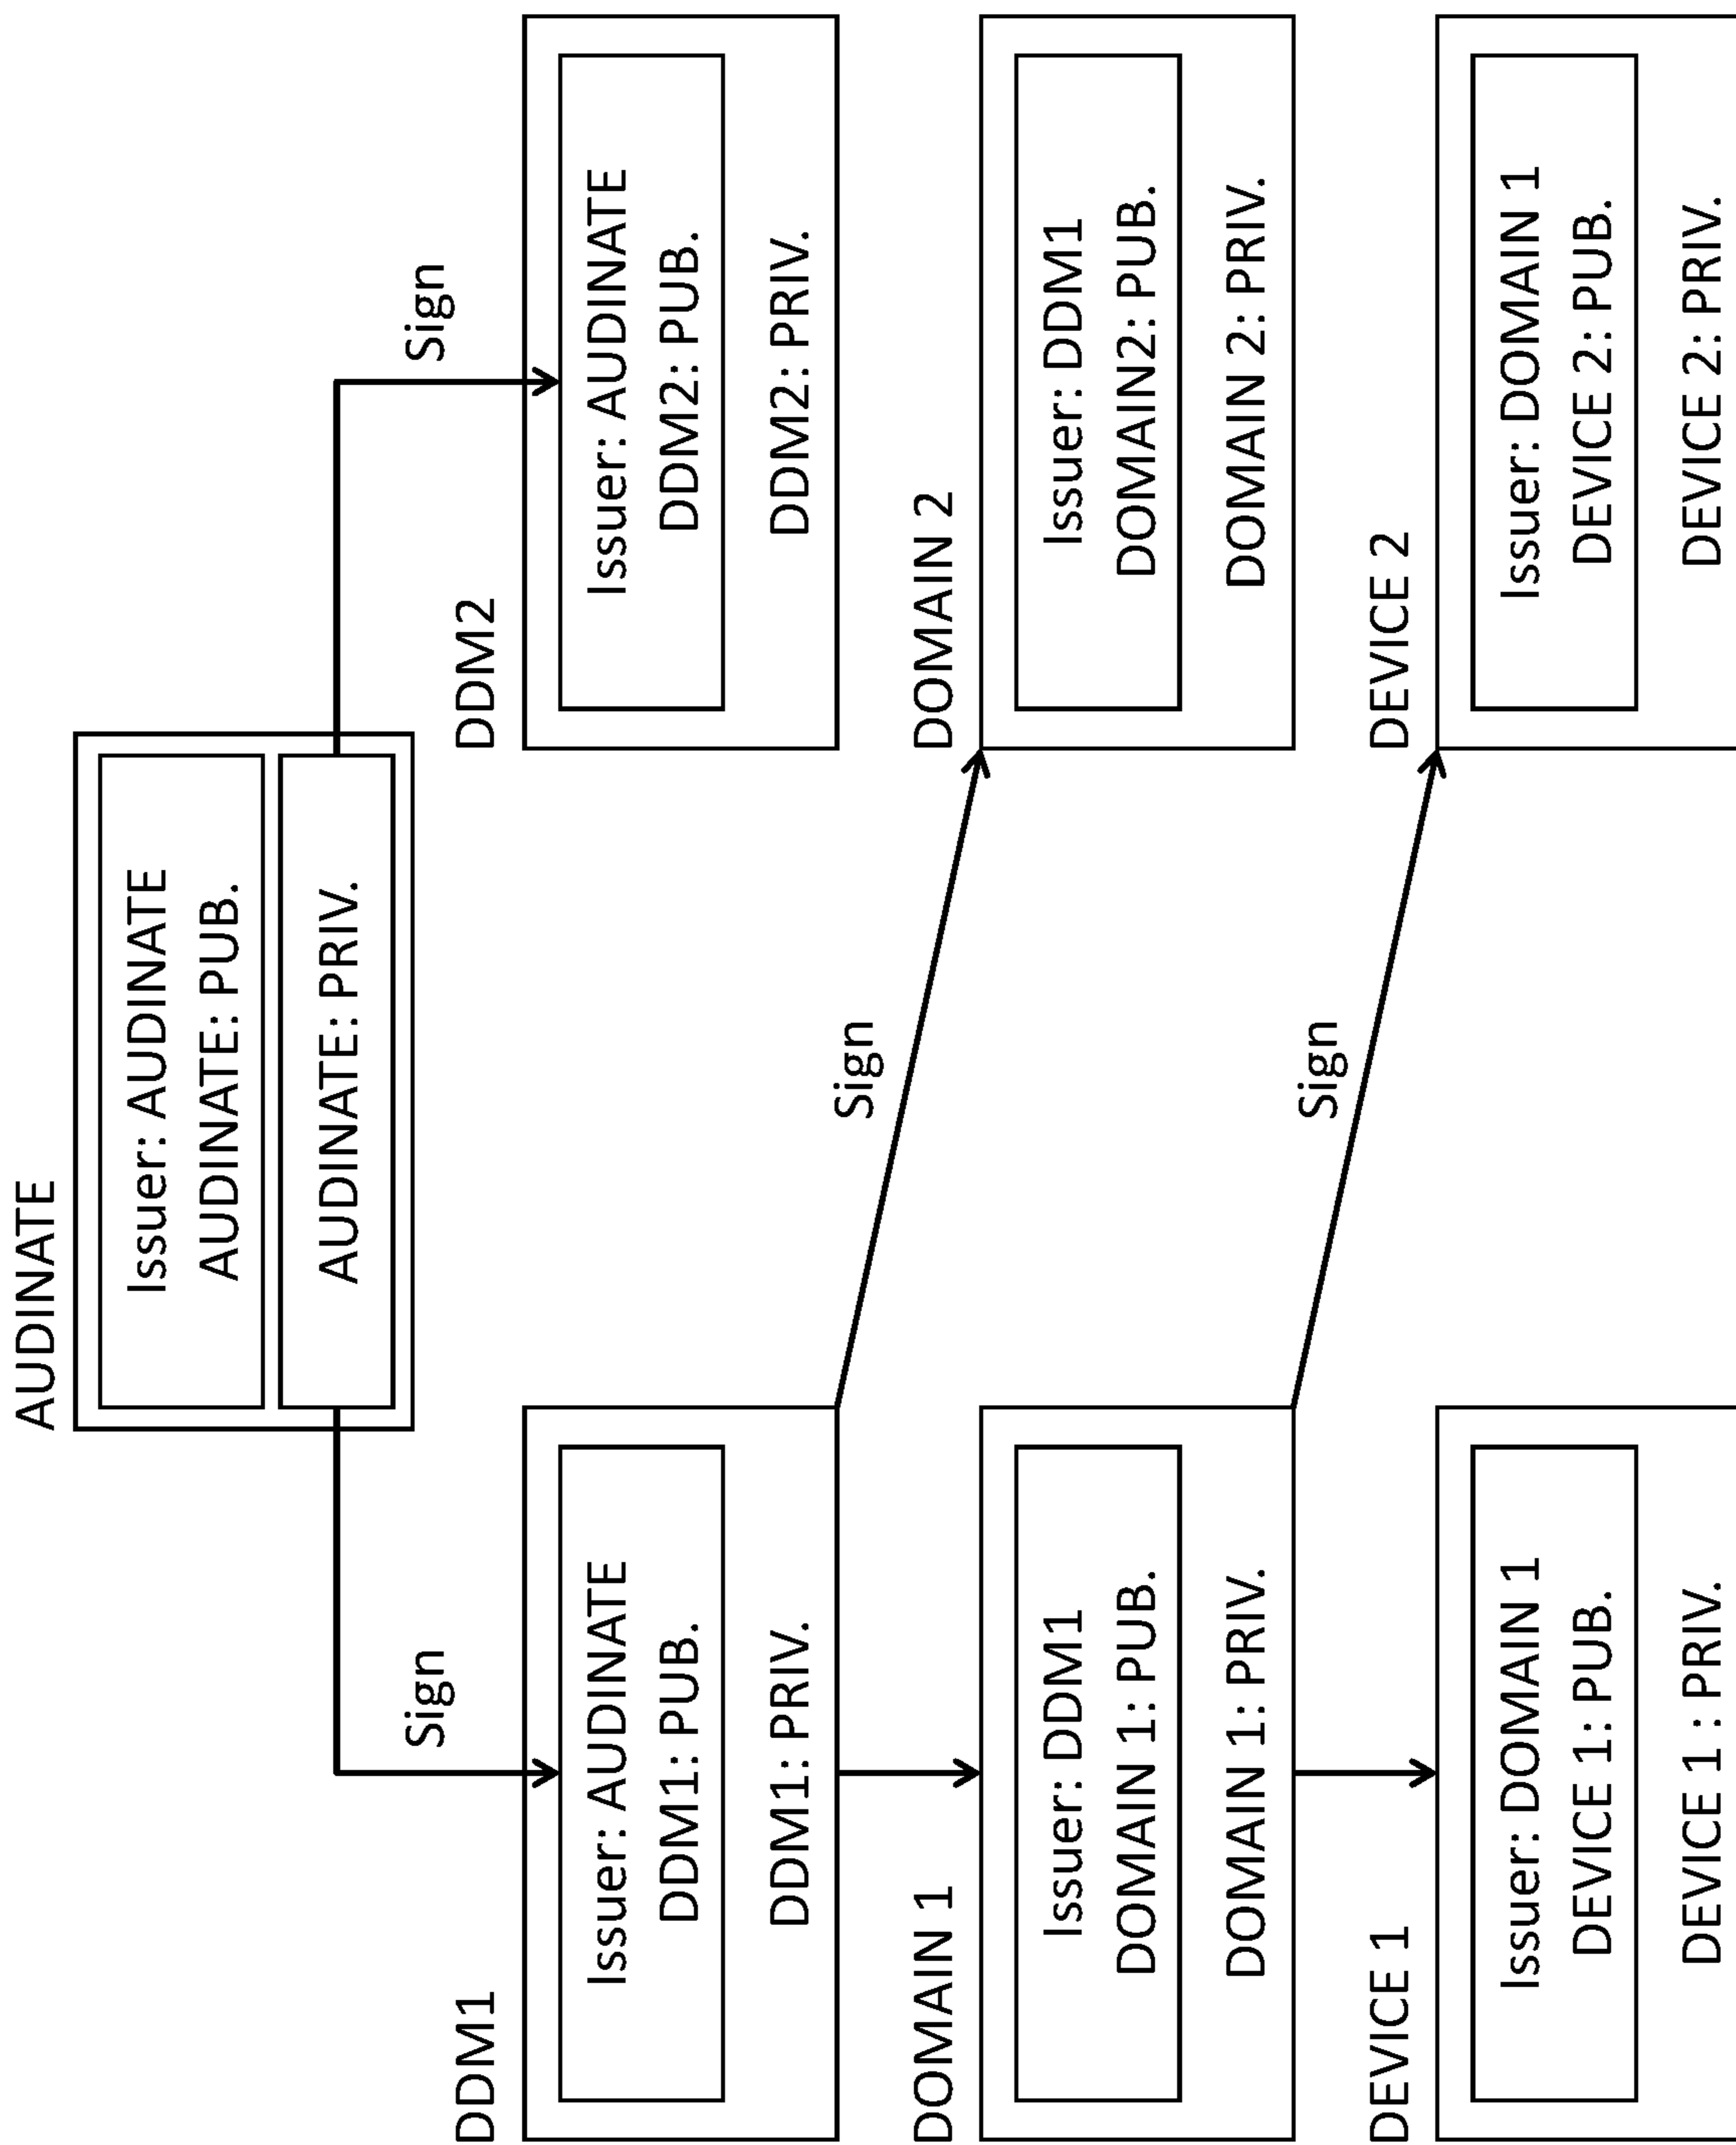 AUDINATE
Issuer: AUDINATE
AUDINATE: PUB.
AUDINATE: PRIV.
Sign
Sign
DDM1
Issuer: AUDINATE
DDM1: PUB.
DDM1: PRIV.
DDM2
Issuer: AUDINATE
DDM2: PUB.
DDM2: PRIV.
Sign
DOMAIN 1
Issuer: DDM1
DOMAIN 1: PUB.
DOMAIN 1: PRIV.
DOMAIN 2
Issuer: DDM1
DOMAIN2: PUB.
DOMAIN 2: PRIV.
Sign
DEVICE 1
Issuer: DOMAIN 1
DEVICE 1: PUB.
DEVICE 1 : PRIV.
DEVICE 2
Issuer: DOMAIN 1
DEVICE 2: PUB.
DEVICE 2: PRIV.